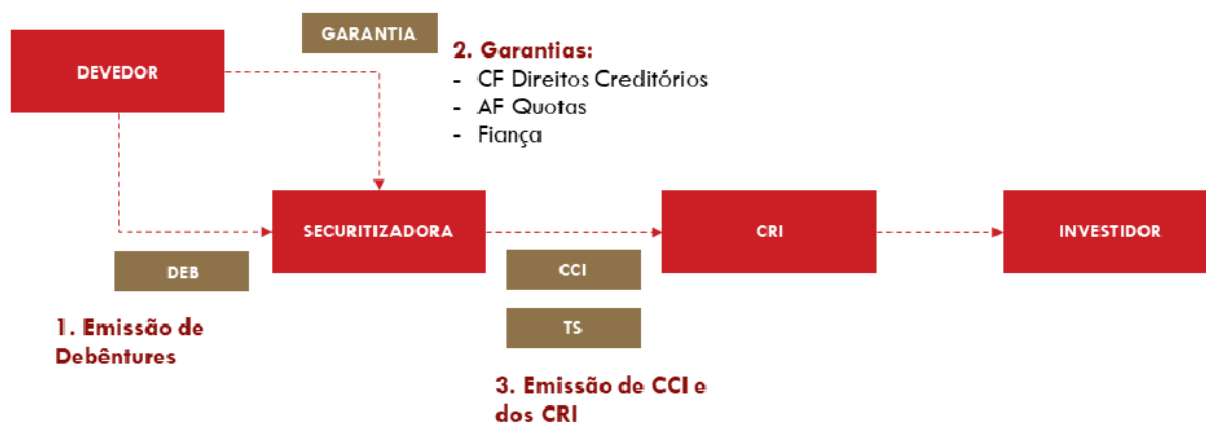 GARANTIA
DEVEDOR
2. Garantias:
- CF Direitos Creditórios
- AF Quotas
- Fiança
SECURITIZADORA
CRI
INVESTIDOR
DEB
CCI
TS
1. Emissão de
Debêntures
3. Emissão de CCI e
dos CRI